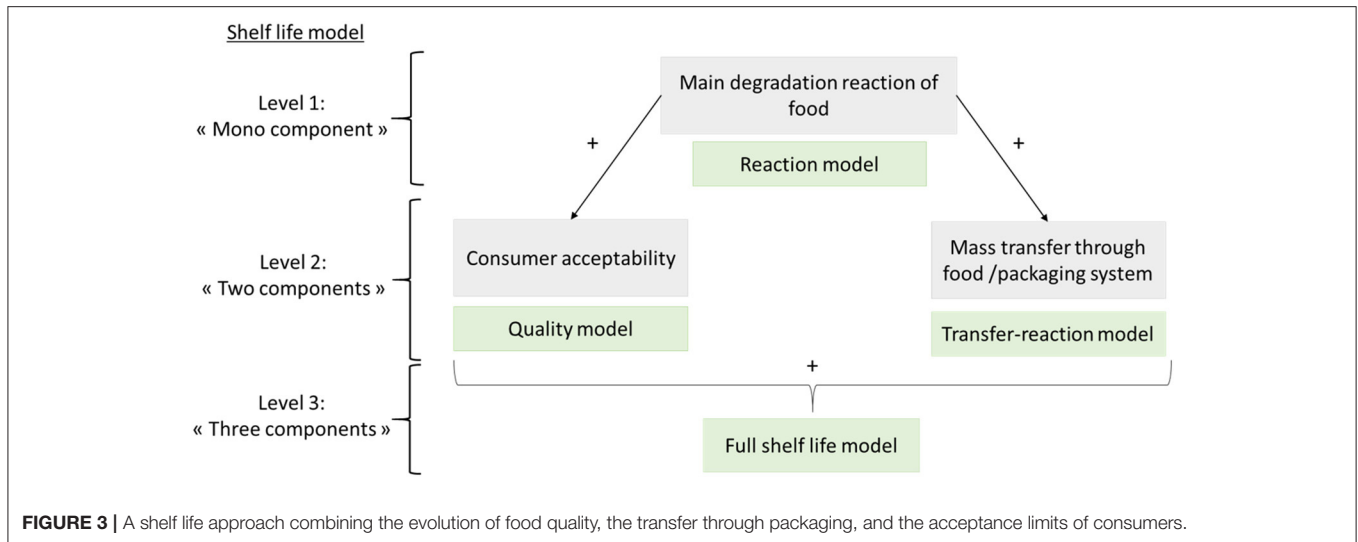 Shelf life model
Level 1:
« Mono component »
Main degradation reaction of
food
+
+
Reaction model
Level 2:
« Two components »
Consumer acceptability
Mass transfer through
food /packaging system
Quality model
Transfer-reaction model
+
Level 3:
« Three components »
Full shelf life model
FIGURE 3 | A shelf life approach combining the evolution of food quality, the transfer through packaging, and the acceptance limits of consumers.